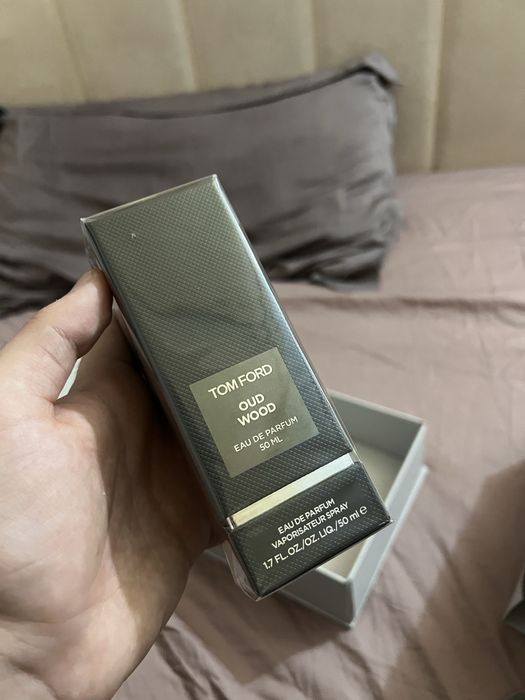 TOM FORD
OUD
WOOD
EAU DE PARFUM
50 ML
EAU DE PARFUM
VAPORISATEUR SPRAY
1.7 FL.OZ./OZ.LIQ./50 ml e